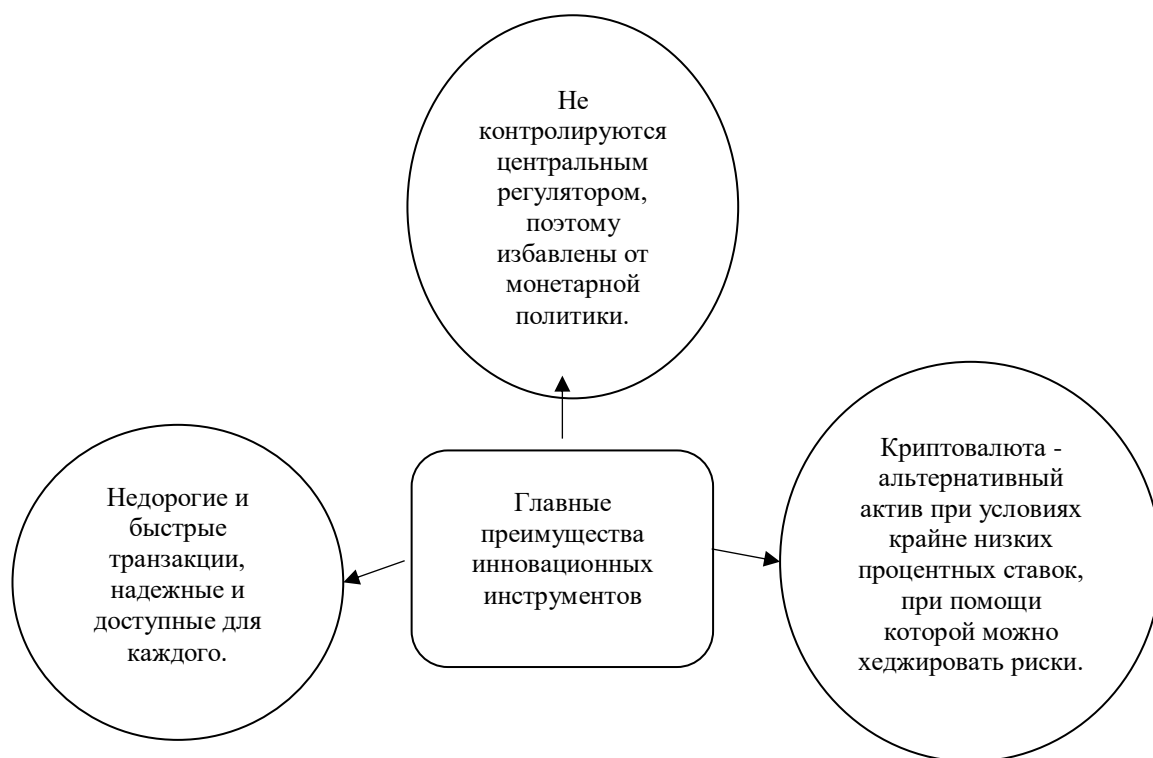 Не
контролируются
центральным
регулятором,
поэтому
избавлены от
монетарной
политики.
Недорогие и
быстрые
транзакции,
надежные и
доступные для
каждого.
Главные
преимущества
инновационных
инструментов
Криптовалюта -
альтернативный
актив при условиях
крайне низких
процентных ставок,
при помощи
которой можно
хеджировать риски.